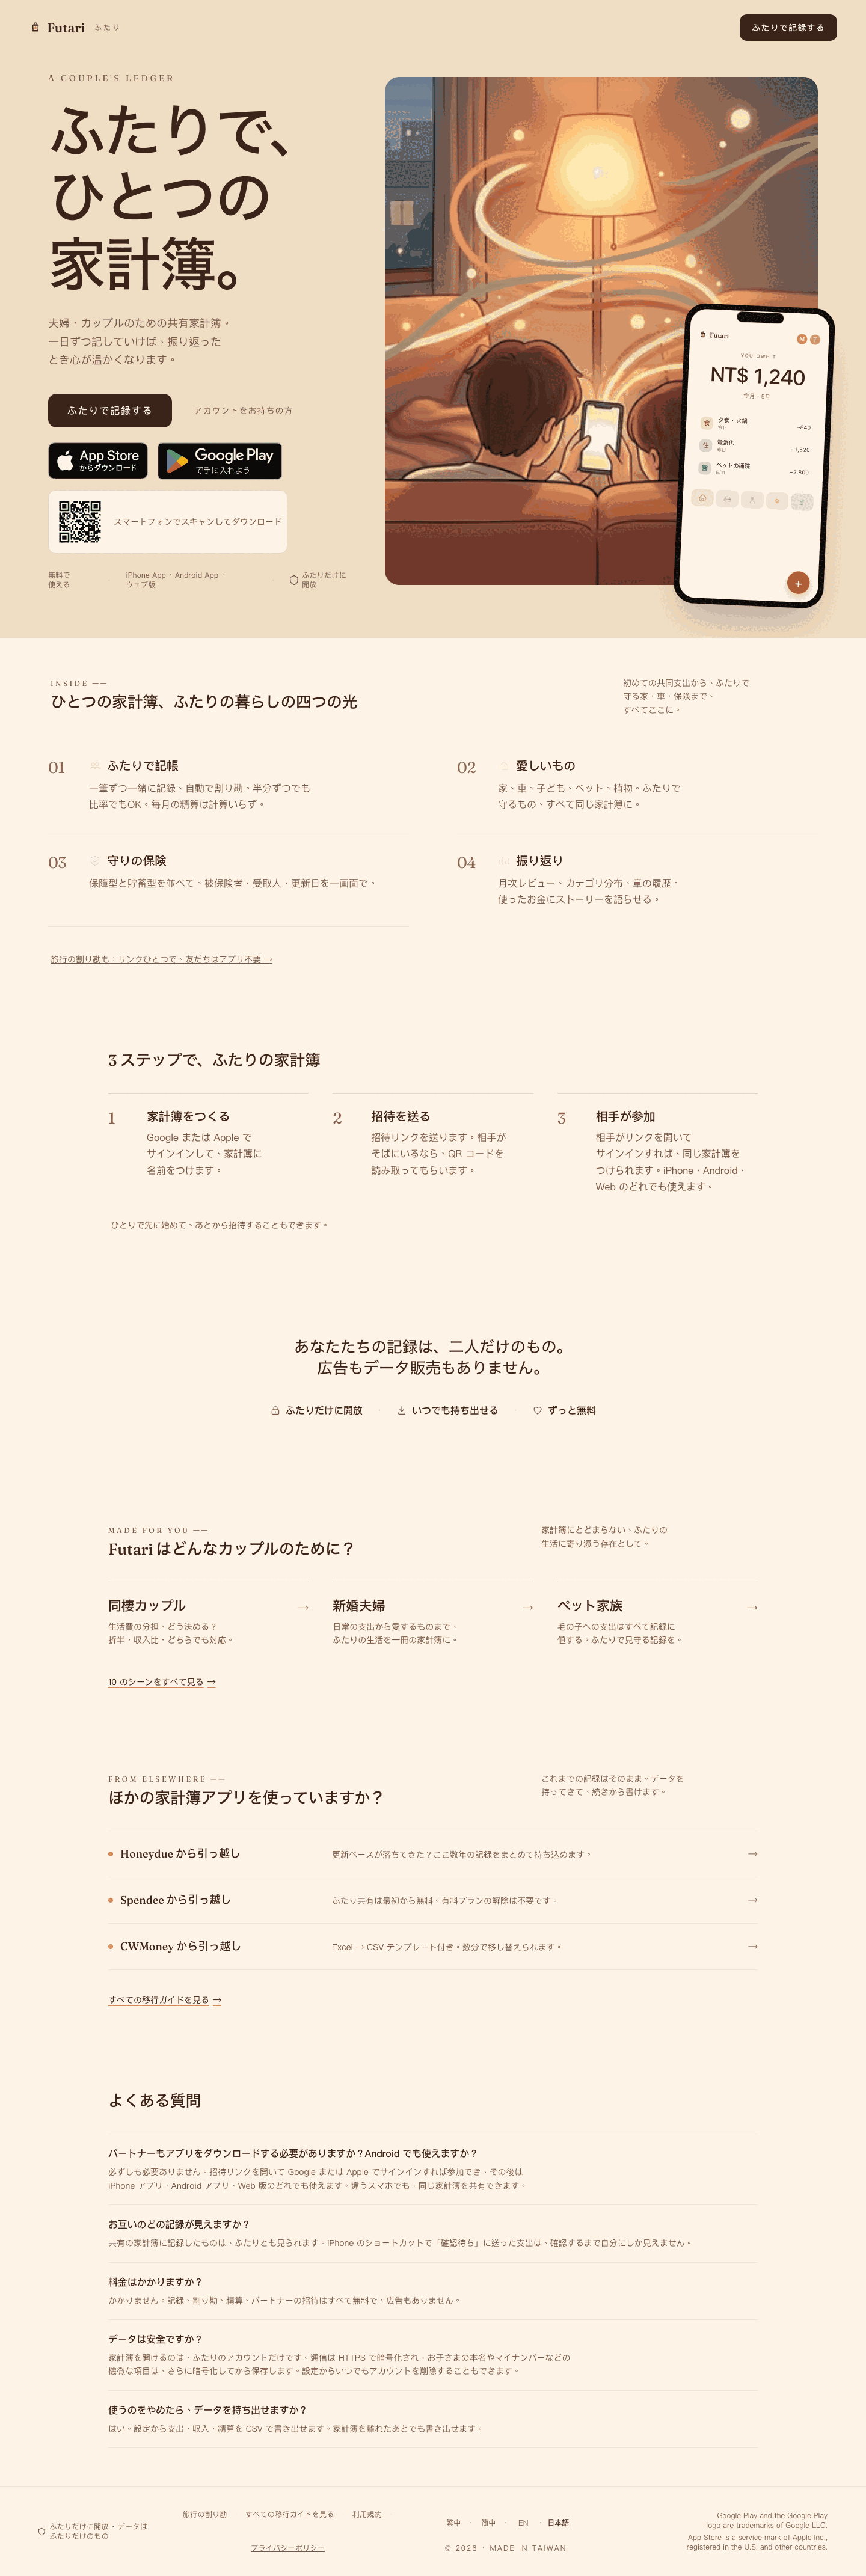 Futari ふたり
ふたりで記録する
A COUPLE'S LEDGER
ふたりで、
ひとつの
家計簿。
夫婦・カップルのための共有家計簿。
一日ずつ記していけば、振り返った
とき心が温かくなります。
ふたりで記録する
アカウントをお持ちの方
App Store
からダウンロード
Google Play
で手に入れよう
スマートフォンでスキャンしてダウンロード
無料で
使える
iPhone App・Android App・
ウェブ版
ふたりだけに
開放
Futari
M T
YOU OWE T
NT$ 1,240
今月・5月
食 夕食・火鍋
今日
-840
住 電気代
昨日
-1,520
ペットの通院
5/11
-2,800
+
INSIDE ——
ひとつの家計簿、ふたりの暮らしの四つの光
初めての共同支出から、ふたりで
守る家・車・保険まで、
すべてここに。
01
ふたりで記帳
一筆ずつ一緒に記録、自動で割り勘。半分ずつでも
比率でもOK。毎月の精算は計算いらず。
02
愛しいもの
家、車、子ども、ペット、植物。ふたりで
守るもの、すべて同じ家計簿に。
03
守りの保険
保障型と貯蓄型を並べて、被保険者・受取人・更新日を一画面で。
04
振り返り
月次レビュー、カテゴリ分布、章の履歴。
使ったお金にストーリーを語らせる。
旅行の割り勘も：リンクひとつで、友だちはアプリ不要 →
3 ステップで、ふたりの家計簿
1
家計簿をつくる
Google または Apple で
サインインして、家計簿に
名前をつけます。
2
招待を送る
招待リンクを送ります。相手が
そばにいるなら、QR コードを
読み取ってもらいます。
3
相手が参加
相手がリンクを開いて
サインインすれば、同じ家計簿を
つけられます。iPhone・Android・
Web のどれでも使えます。
ひとりで先に始めて、あとから招待することもできます。
あなたたちの記録は、二人だけのもの。
広告もデータ販売もありません。
ふたりだけに開放 · いつでも持ち出せる · ずっと無料
MADE FOR YOU ——
Futari はどんなカップルのために？
家計簿にとどまらない、ふたりの
生活に寄り添う存在として。
同棲カップル →
生活費の分担、どう決める？
折半・収入比・どちらでも対応。
新婚夫婦 →
日常の支出から愛するものまで、
ふたりの生活を一冊の家計簿に。
ペット家族 →
毛の子への支出はすべて記録に
値する。ふたりで見守る記録を。
10 のシーンをすべて見る →
FROM ELSEWHERE ——
ほかの家計簿アプリを使っていますか？
これまでの記録はそのまま。データを
持ってきて、続きから書けます。
Honeydue から引っ越し
更新ペースが落ちてきた？ここ数年の記録をまとめて持ち込めます。 →
Spendee から引っ越し
ふたり共有は最初から無料。有料プランの解除は不要です。 →
CWMoney から引っ越し
Excel → CSV テンプレート付き。数分で移し替えられます。 →
すべての移行ガイドを見る →
よくある質問
パートナーもアプリをダウンロードする必要がありますか？Android でも使えますか？
必ずしも必要ありません。招待リンクを開いて Google または Apple でサインインすれば参加でき、その後は
iPhone アプリ、Android アプリ、Web 版のどれでも使えます。違うスマホでも、同じ家計簿を共有できます。
お互いのどの記録が見えますか？
共有の家計簿に記録したものは、ふたりとも見られます。iPhone のショートカットで「確認待ち」に送った支出は、確認するまで自分にしか見えません。
料金はかかりますか？
かかりません。記録、割り勘、精算、パートナーの招待はすべて無料で、広告もありません。
データは安全ですか？
家計簿を開けるのは、ふたりのアカウントだけです。通信は HTTPS で暗号化され、お子さまの本名やマイナンバーなどの
機微な項目は、さらに暗号化してから保存します。設定からいつでもアカウントを削除することもできます。
使うのをやめたら、データを持ち出せますか？
はい。設定から支出・収入・精算を CSV で書き出せます。家計簿を離れたあとでも書き出せます。
ふたりだけに開放・データは
ふたりだけのもの
旅行の割り勘 すべての移行ガイドを見る 利用規約
プライバシーポリシー
繁中 · 简中 · EN · 日本語
© 2026 · MADE IN TAIWAN
Google Play and the Google Play
logo are trademarks of Google LLC.
App Store is a service mark of Apple Inc.,
registered in the U.S. and other countries.